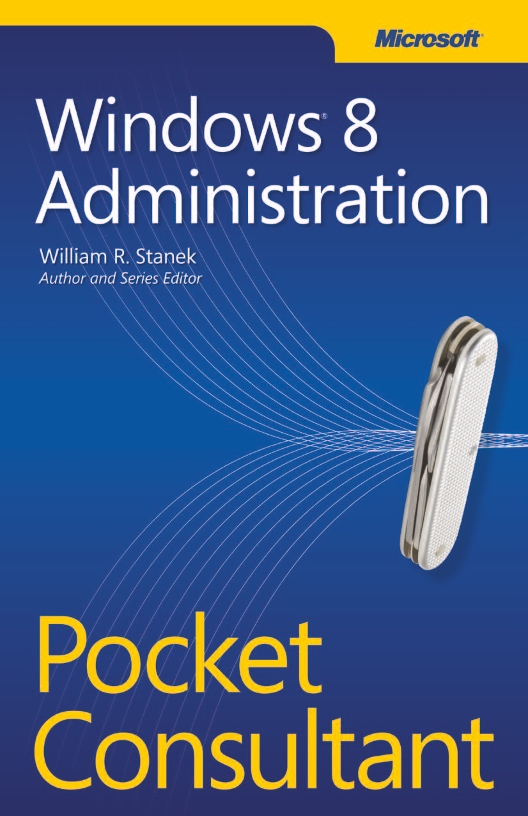 Microsoft®
Windows® 8
Administration
William R. Stanek
Author and Series Editor
Pocket
Consultant